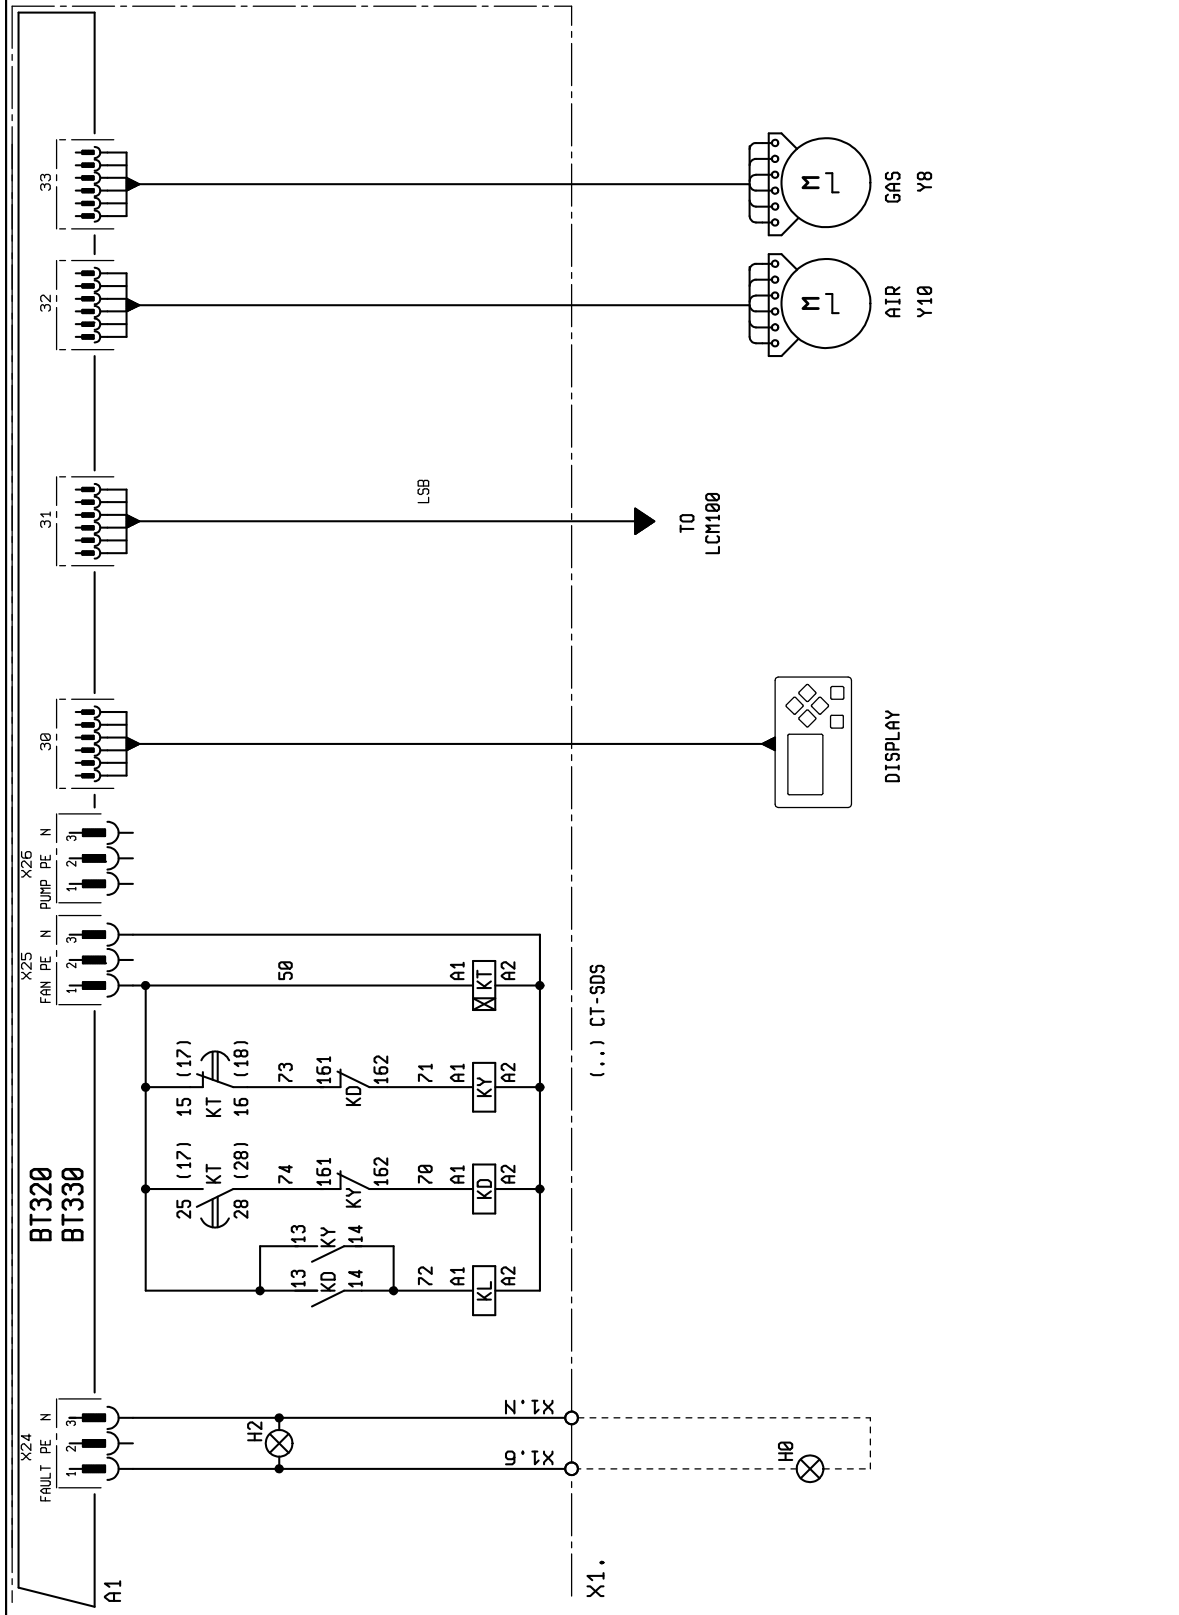 BT320
BT330
A1
X24
FAULT PE N
1 2 3
H2
X1.6
X1.N
H0
X1.
X25
FAN PE N
1 2 3
X26
PUMP PE N
1 2 3
13
KD
14
13
KY
14
72
A1
KL
A2
25 (17)
KT
28 (28)
74
161
KY
162
70
A1
KD
A2
15 (17)
KT
16 (18)
73
161
KD
162
71
A1
KY
A2
50
A1
KT
A2
(..) CT-SDS
30
DISPLAY
31
LSB
TO
LCM100
32
M
AIR
Y10
33
M
GAS
Y8